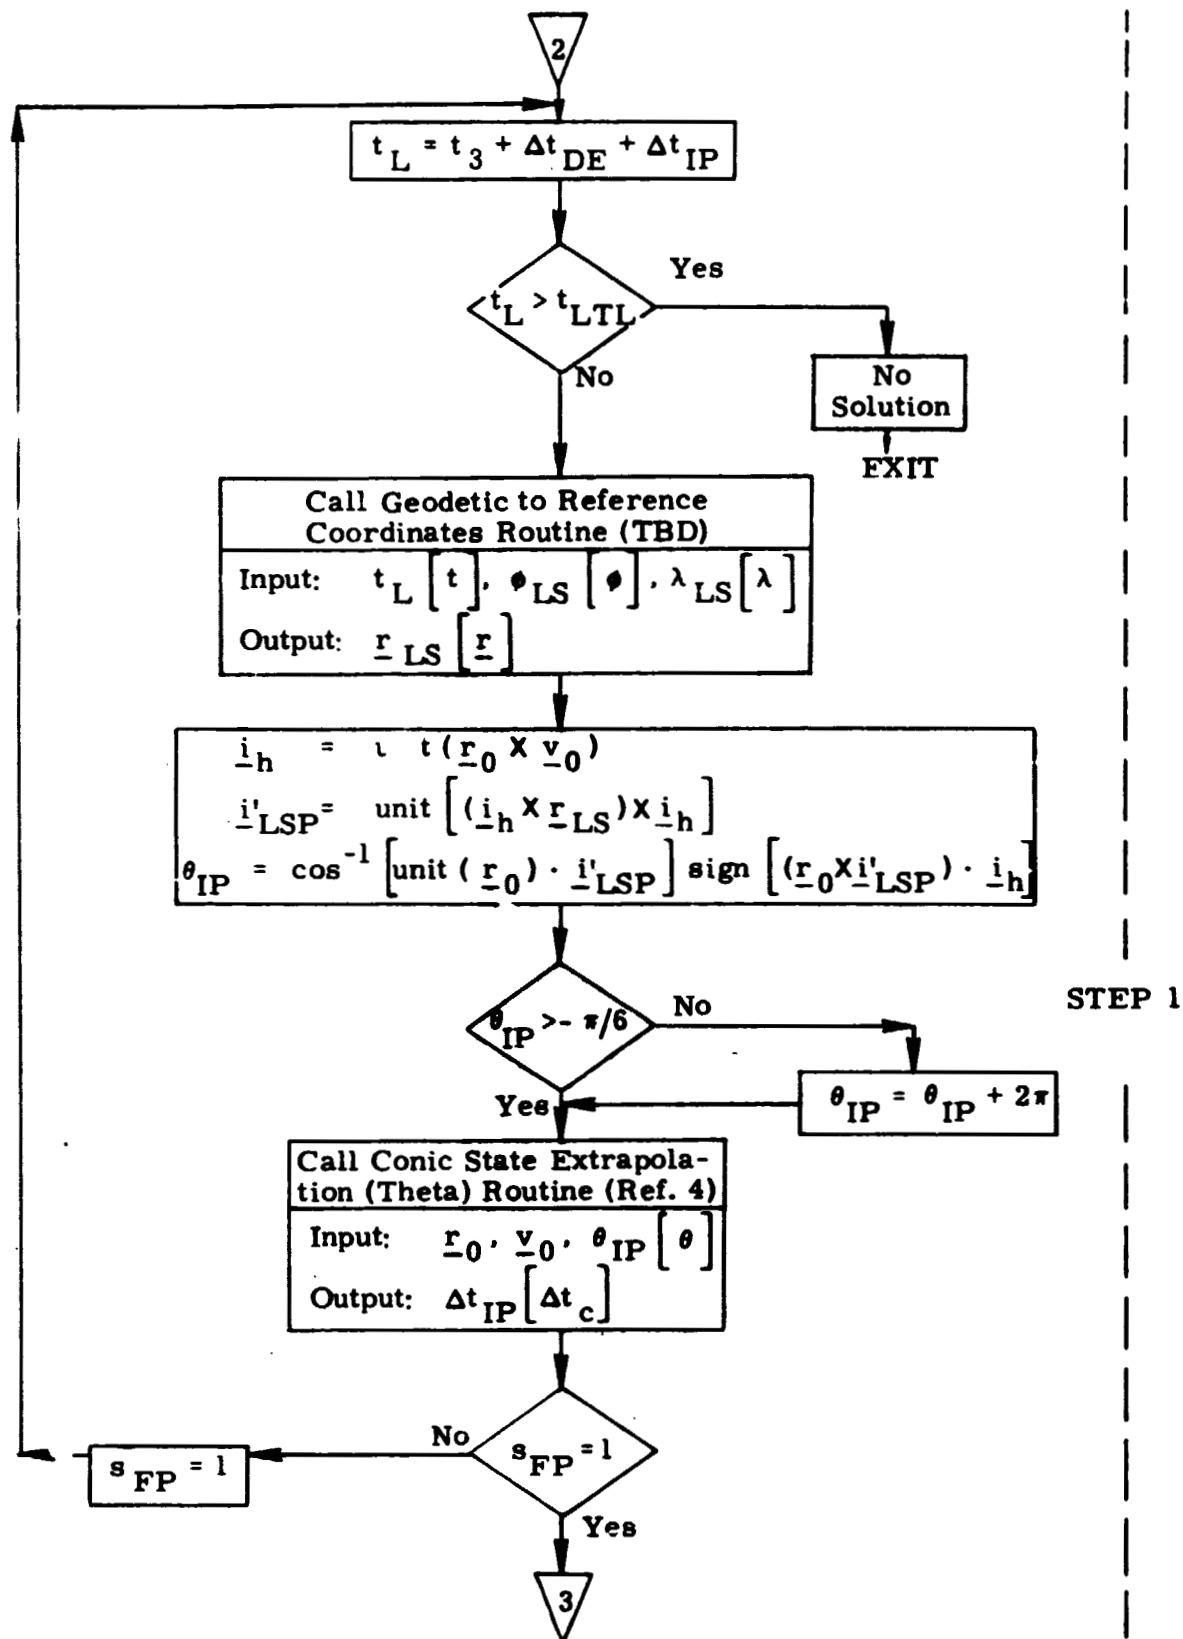 2
t_L = t_3 + Δt_DE + Δt_IP
t_L > t_LTL
Yes
No
No
Solution
EXIT
Call Geodetic to Reference
Coordinates Routine (TBD)
Input: t_L [t], ϕ_LS [ϕ], λ_LS [λ]
Output: r_LS [r]
i_h = t (r_0 X v_0)
i'_LSP = unit [(i_h X r_LS) X i_h]
θ_IP = cos^-1 [unit (r_0) · i'_LSP] sign [(r_0 X i'_LSP) · i_h]
θ_IP > - π/6
No
STEP 1
Yes
θ_IP = θ_IP + 2π
Call Conic State Extrapola-
tion (Theta) Routine (Ref. 4)
Input: r_0, v_0, θ_IP [θ]
Output: Δt_IP [Δt_c]
s_FP = 1
No
s_FP = 1
Yes
3